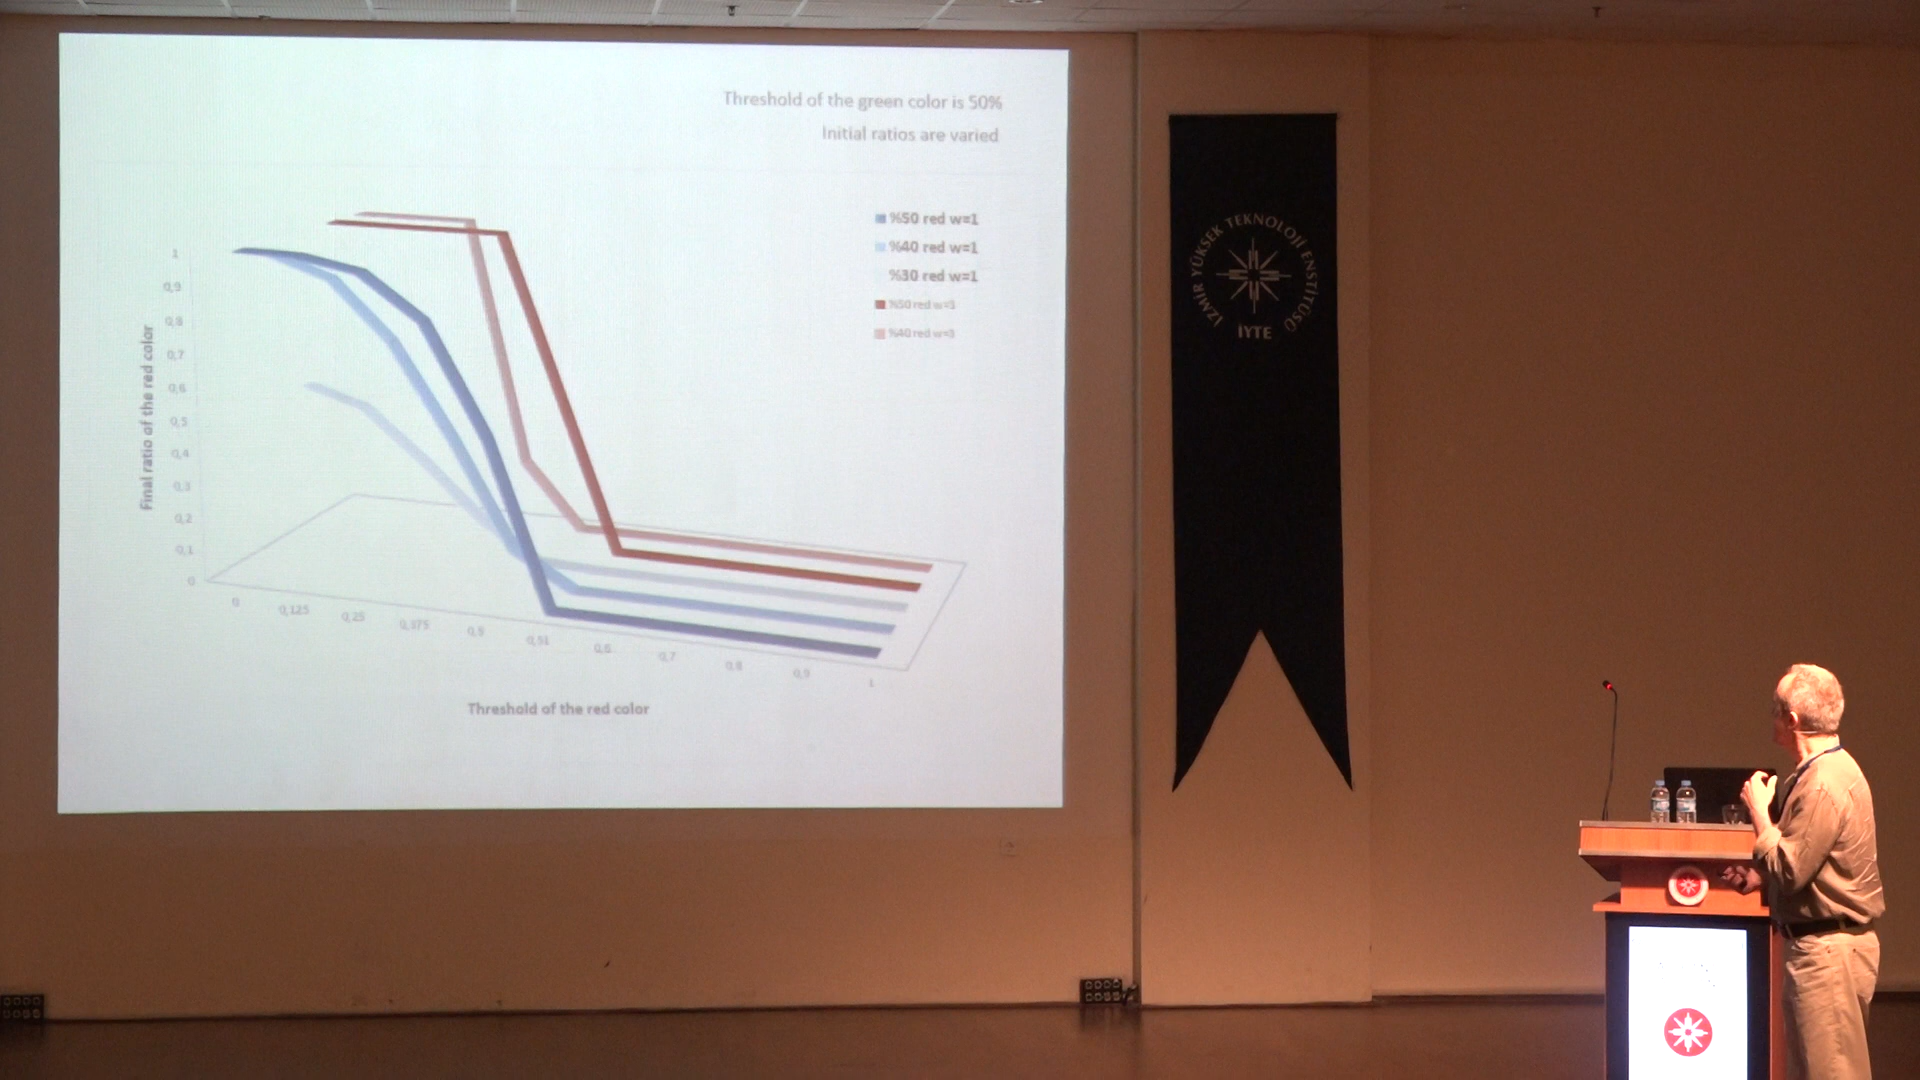 Threshold of the green color is 50%
Initial ratios are varied
%50 red w=1
%40 red w=1
%30 red w=1
%50 red w=3
%40 red w=3
Final ratio of the red color
1
0,9
0,8
0,7
0,6
0,5
0,4
0,3
0,2
0,1
0
0
0,125
0,25
0,375
0,5
0,51
0,6
0,7
0,8
0,9
1
Threshold of the red color
İZMİR YÜKSEK TEKNOLOJİ ENSTİTÜSÜ
İYTE